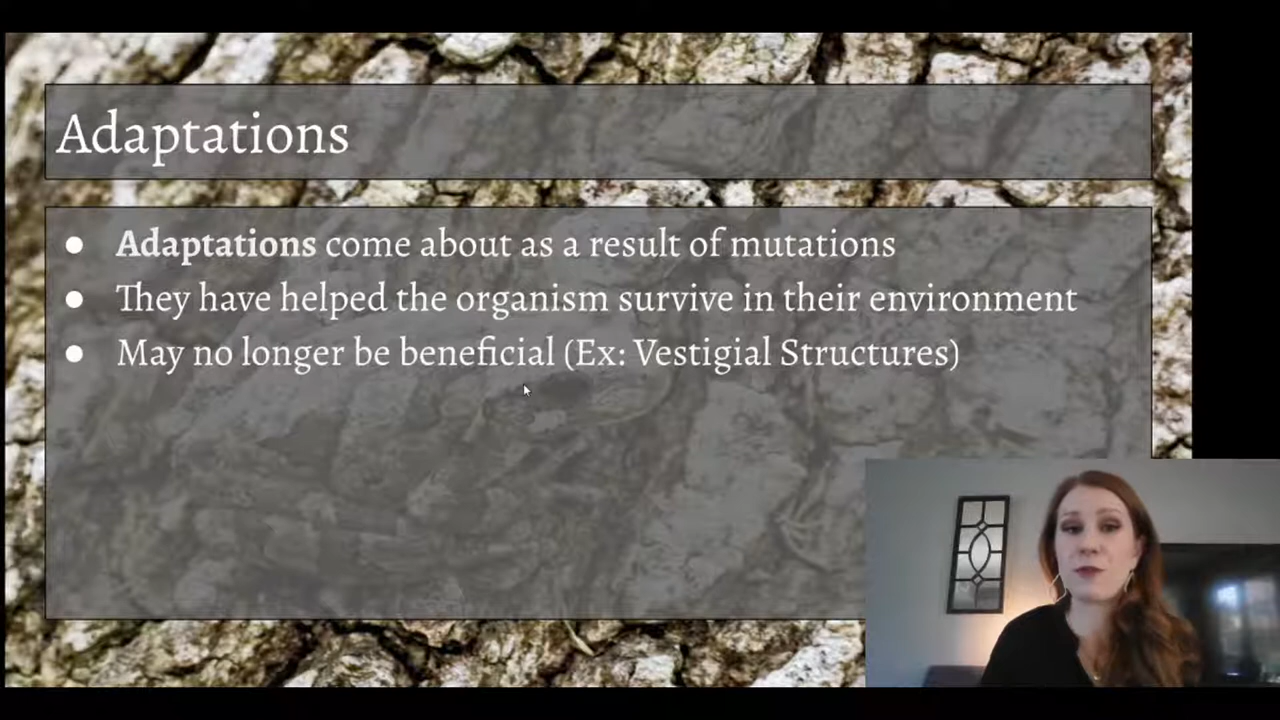 Adaptations
● Adaptations come about as a result of mutations
● They have helped the organism survive in their environment
● May no longer be beneficial (Ex: Vestigial Structures)